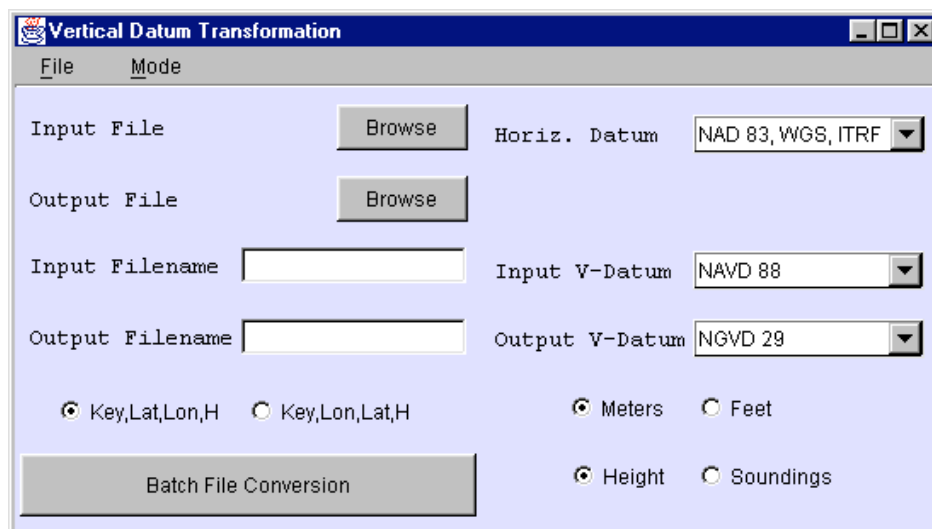 Vertical Datum Transformation
File Mode
Input File Browse
Horiz. Datum NAD 83, WGS, ITRF
Output File Browse
Input Filename
Input V-Datum NAVD 88
Output Filename
Output V-Datum NGVD 29
Key,Lat,Lon,H Key,Lon,Lat,H
Meters Feet
Batch File Conversion
Height Soundings